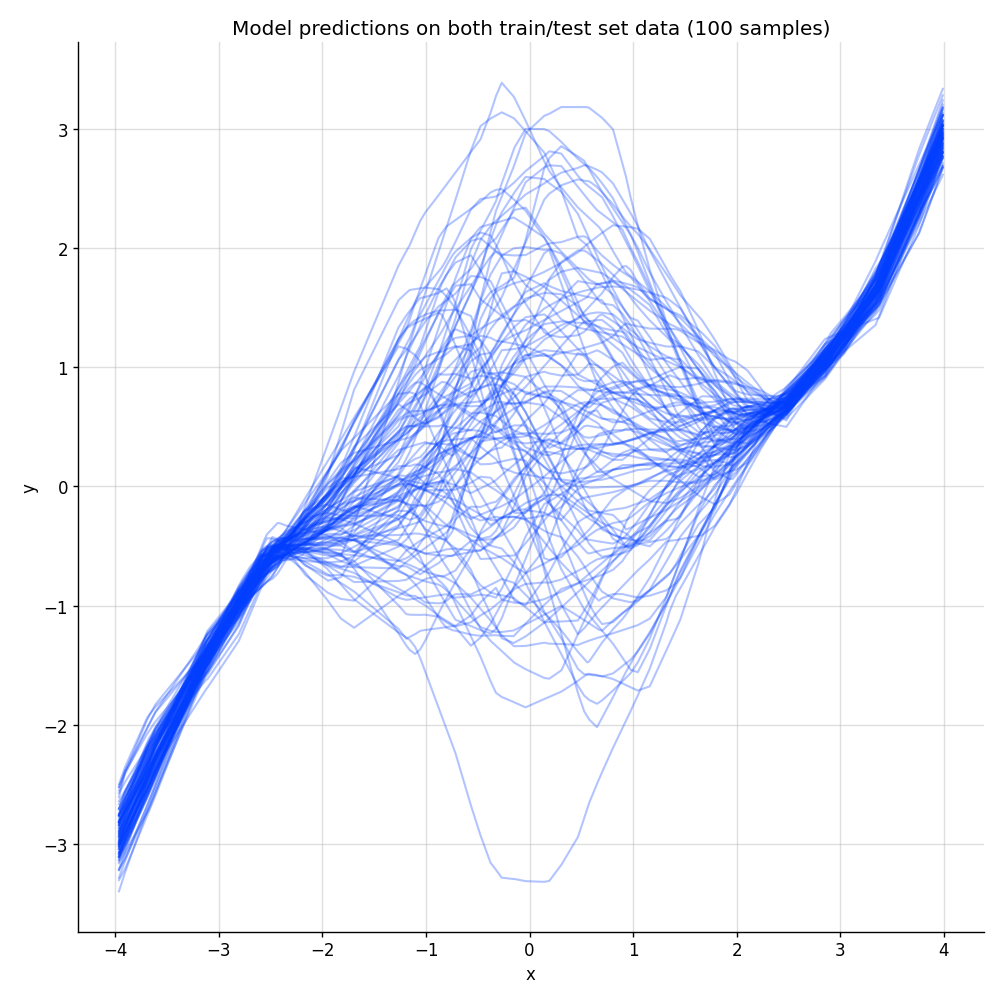 Model predictions on both train/test set data (100 samples)
y
3
2
1
0
−1
−2
−3
−4 −3 −2 −1 0 1 2 3 4
x